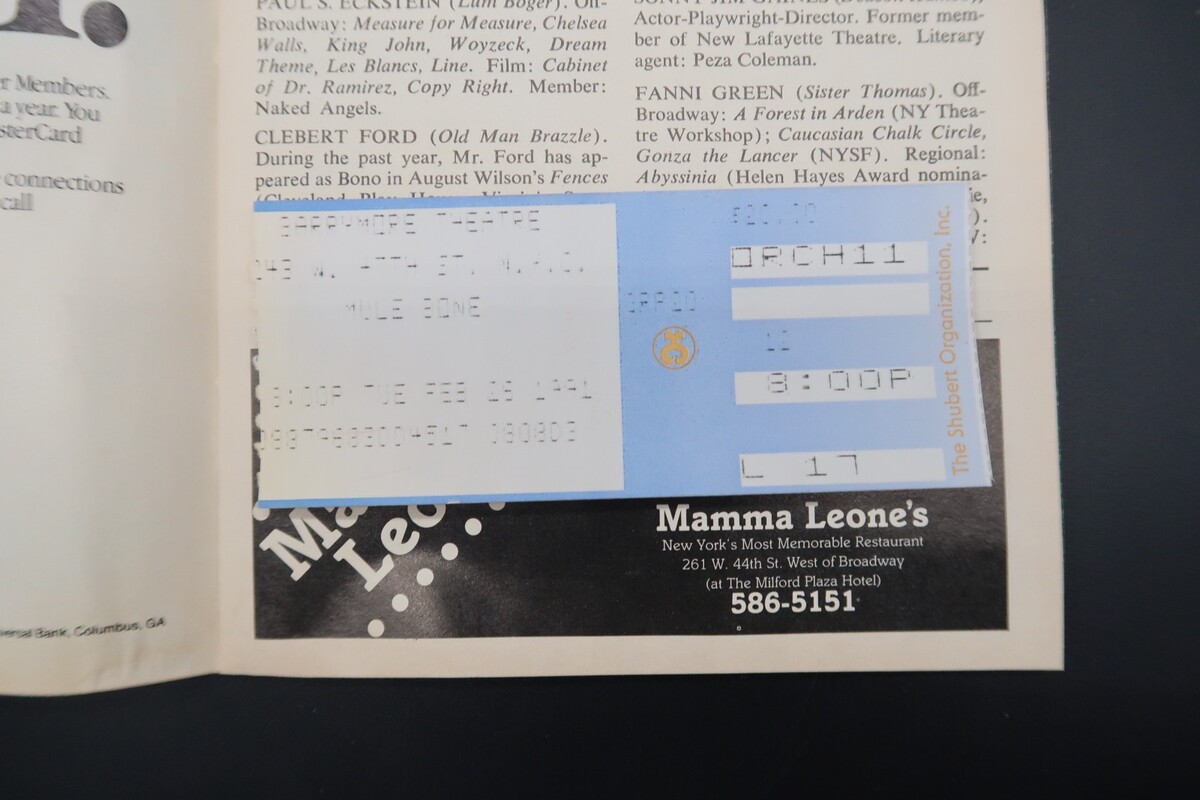 r Members.
a year. You
sterCard
connections
call
ersal Bank, Columbus, GA
PAUL S. ECKSTEIN (Lum Boger). Off-
Broadway: Measure for Measure, Chelsea
Walls, King John, Woyzeck, Dream
Theme, Les Blancs, Line. Film: Cabinet
of Dr. Ramirez, Copy Right. Member:
Naked Angels.
CLEBERT FORD (Old Man Brazzle).
During the past year, Mr. Ford has ap-
peared as Bono in August Wilson's Fences
Actor-Playwright-Director. Former mem-
ber of New Lafayette Theatre. Literary
agent: Peza Coleman.
FANNI GREEN (Sister Thomas). Off-
Broadway: A Forest in Arden (NY Thea-
tre Workshop); Caucasian Chalk Circle,
Gonza the Lancer (NYSF). Regional:
Abyssinia (Helen Hayes Award nomina-
ie,
).
V:
BARRYMORE THEATRE
W. 47TH ST. N.Y.C.
MULE BONE
8:00P TUE FEB 1991
ORCH11
8:00P
L 17
The Shubert Organization, Inc.
Ma
Leo
Mamma Leone's
New York's Most Memorable Restaurant
261 W. 44th St. West of Broadway
(at The Milford Plaza Hotel)
586-5151